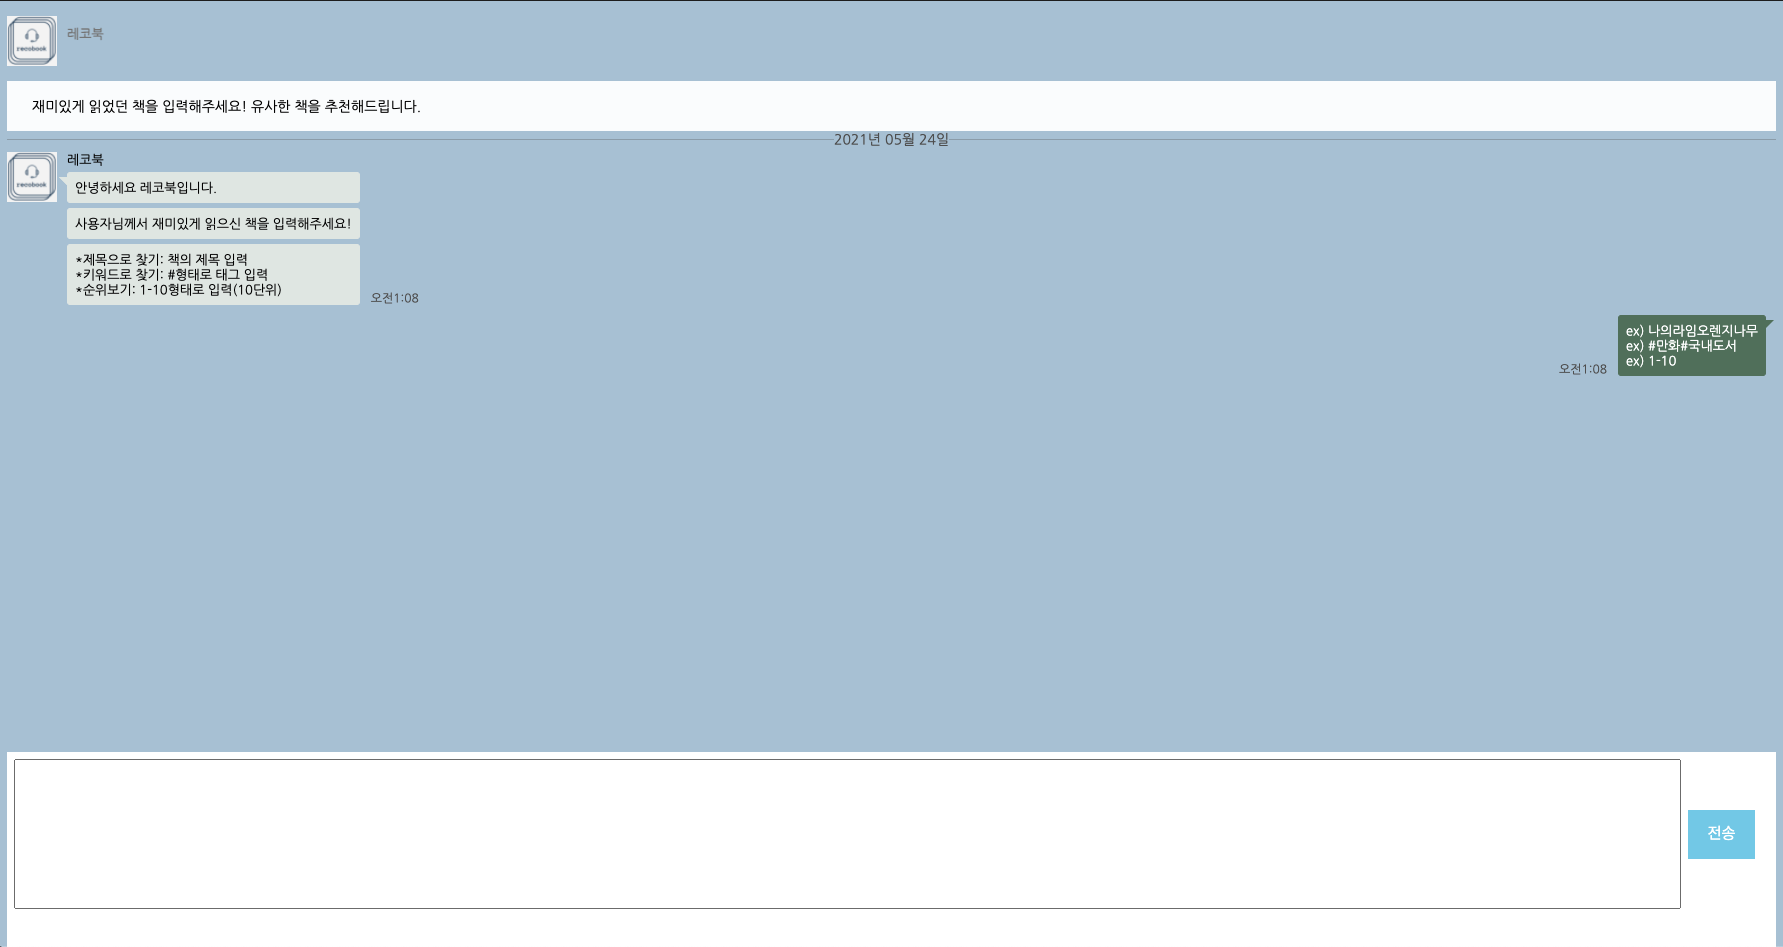 recobook
레코북
재미있게 읽었던 책을 입력해주세요! 유사한 책을 추천해드립니다.
2021년 05월 24일
recobook
레코북
안녕하세요 레코북입니다.
사용자님께서 재미있게 읽으신 책을 입력해주세요!
*제목으로 찾기: 책의 제목 입력
*키워드로 찾기: #형태로 태그 입력
*순위보기: 1-10형태로 입력(10단위)
오전1:08
ex) 나의라임오렌지나무
ex) #만화#국내도서
ex) 1-10
오전1:08
전송